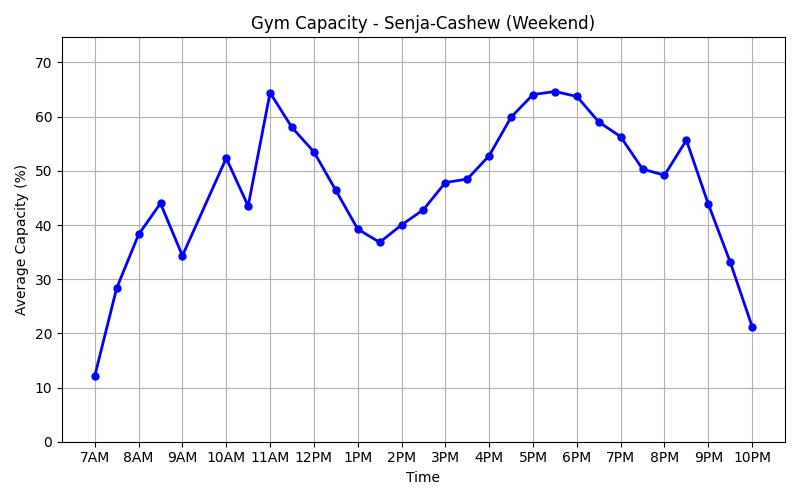 Gym Capacity - Senja-Cashew (Weekend)
Average Capacity (%)
70
60
50
40
30
20
10
0
7AM 8AM 9AM 10AM 11AM 12PM 1PM 2PM 3PM 4PM 5PM 6PM 7PM 8PM 9PM 10PM
Time